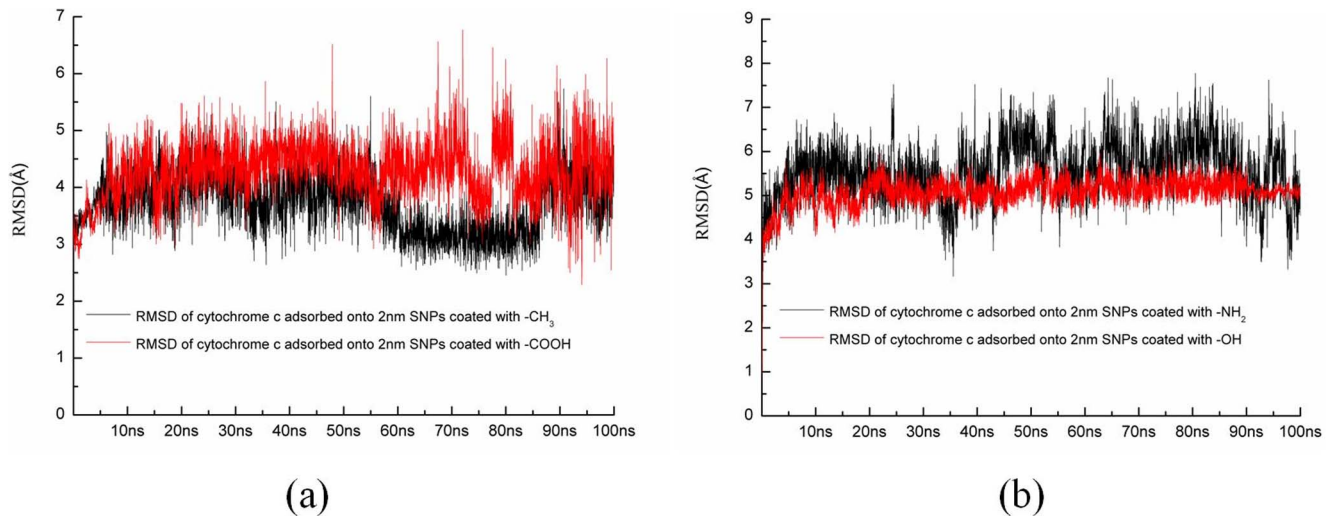 7
6
5
4
3
2
1
0
RMSD(Å)
RMSD of cytochrome c adsorbed onto 2nm SNPs coated with -CH3
RMSD of cytochrome c adsorbed onto 2nm SNPs coated with -COOH
10ns 20ns 30ns 40ns 50ns 60ns 70ns 80ns 90ns 100ns
(a)
9
8
7
6
5
4
3
2
1
0
RMSD(Å)
RMSD of cytochrome c adsorbed onto 2nm SNPs coated with -NH2
RMSD of cytochrome c adsorbed onto 2nm SNPs coated with -OH
10ns 20ns 30ns 40ns 50ns 60ns 70ns 80ns 90ns 100ns
(b)